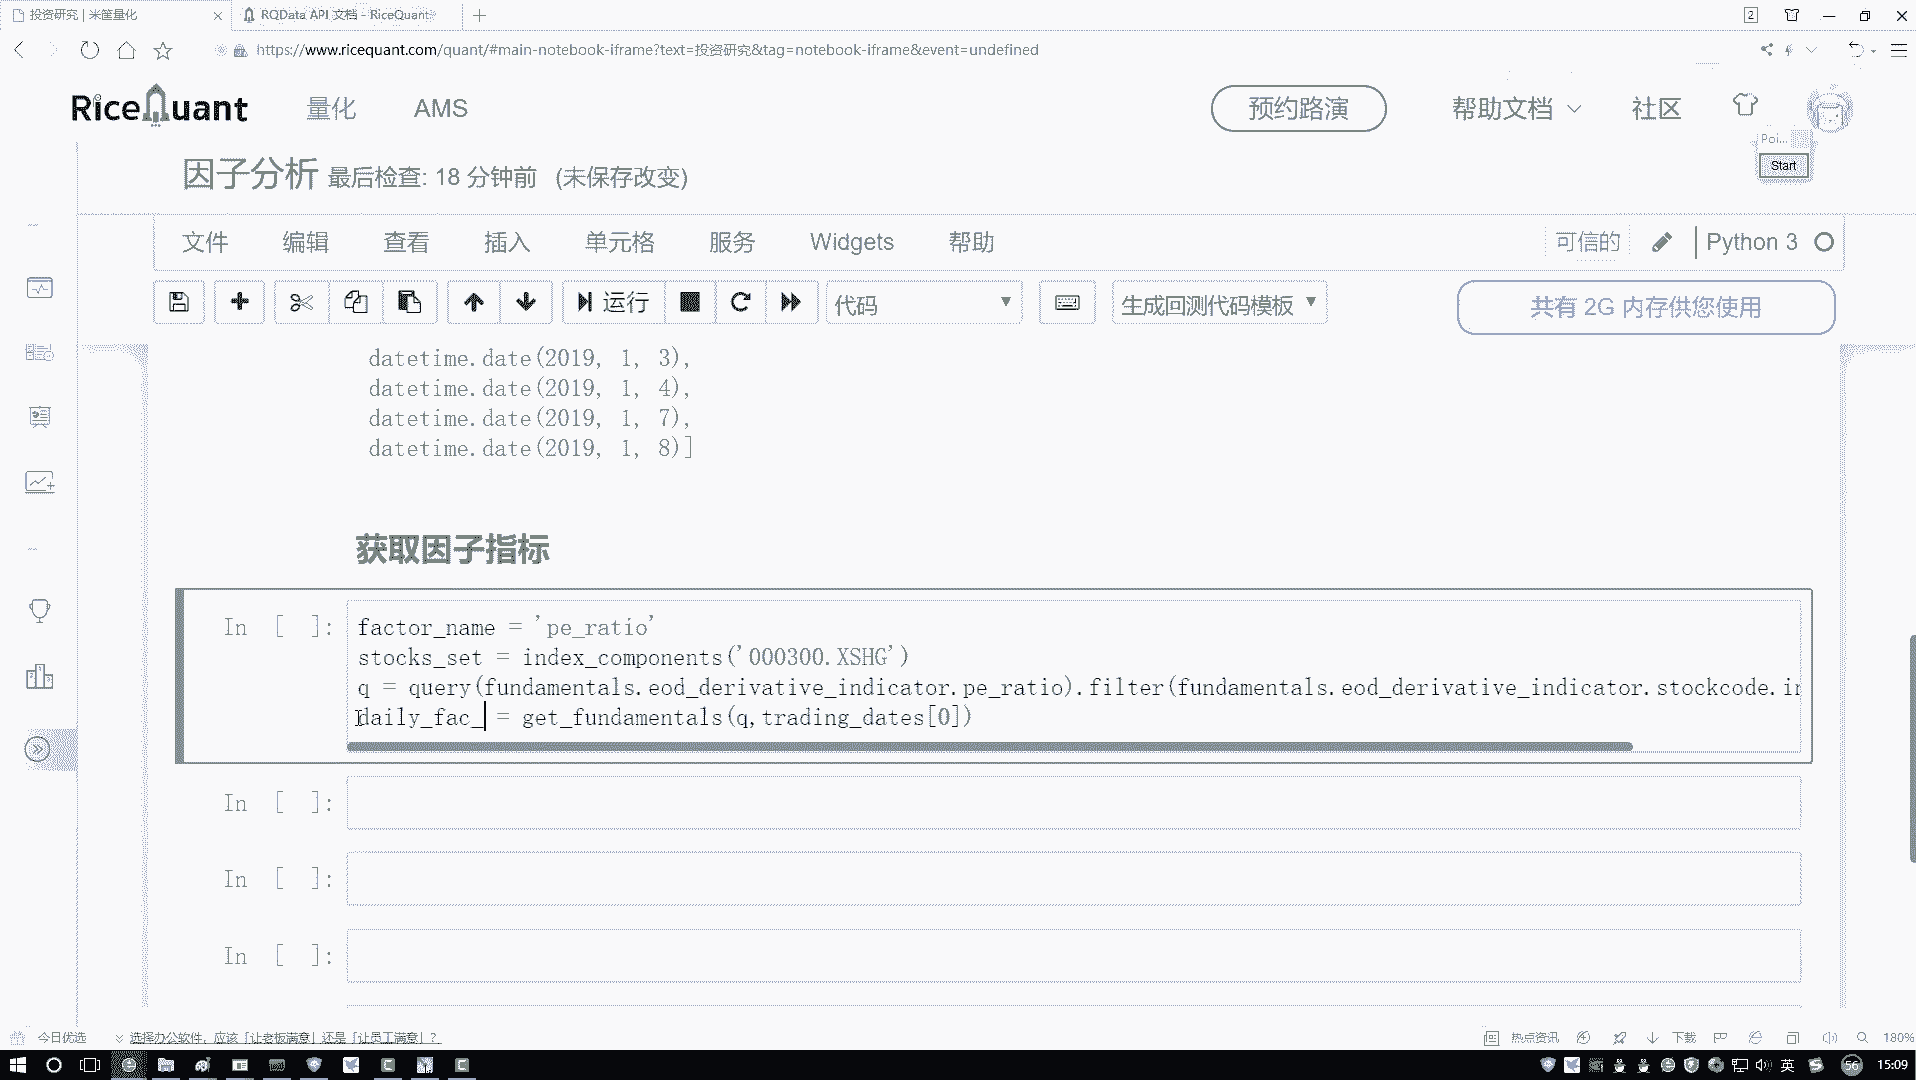 投资研究 | 米筐量化
RQData API 文档 - RiceQuant
2
https://www.ricequant.com/quant/#main-notebook-iframe?text=投资研究&tag=notebook-iframe&event=undefined
RiceQuant
量化
AMS
预约路演
帮助文档
社区
Poi...
Start
因子分析 最后检查: 18 分钟前 (未保存改变)
文件
编辑
查看
插入
单元格
服务
Widgets
帮助
可信的
Python 3
运行
代码
生成回测代码模板
共有 2G 内存供您使用
datetime.date(2019, 1, 3),
datetime.date(2019, 1, 4),
datetime.date(2019, 1, 7),
datetime.date(2019, 1, 8)]
获取因子指标
In [ ]:
factor_name = 'pe_ratio'
stocks_set = index_components('000300.XSHG')
q = query(fundamentals.eod_derivative_indicator.pe_ratio).filter(fundamentals.eod_derivative_indicator.stockcode.in
daily_fac_ = get_fundamentals(q,trading_dates[0])
In [ ]:
In [ ]:
In [ ]:
今日优选
选择办公软件，应该「让老板满意」还是「让员工满意」？
热点资讯
下载
180%
英
56
15:09